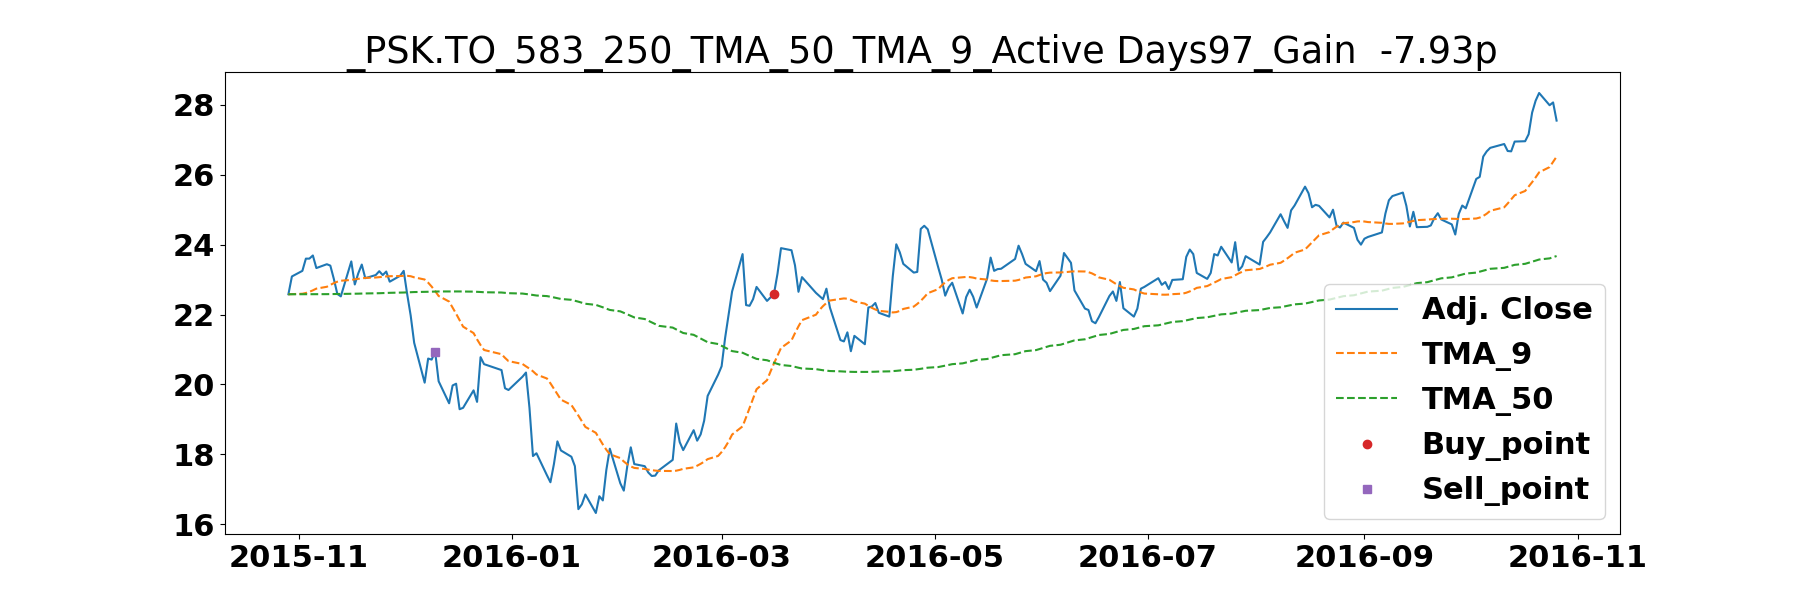 _PSK.TO_583_250_TMA_50_TMA_9_Active Days97_Gain  -7.93p
28
26
24
22
20
18
16
Adj. Close
TMA_9
TMA_50
Buy_point
Sell_point
2015-11
2016-01
2016-03
2016-05
2016-07
2016-09
2016-11